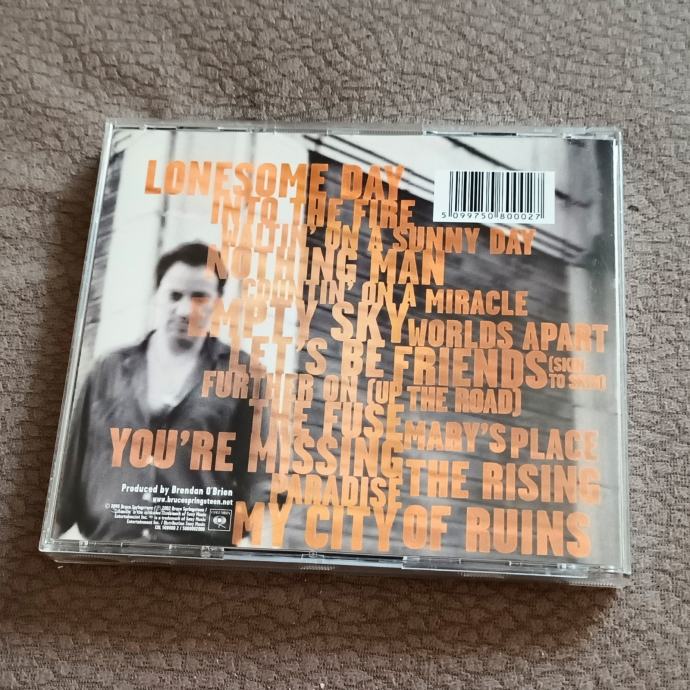 LONESOME DAY
INTO THE FIRE
WAITIN' ON A SUNNY DAY
NOTHING MAN
COUNTIN' ON A MIRACLE
EMPTY SKY WORLDS APART
LET'S BE FRIENDS (SKIN TO SKIN)
FURTHER ON (UP THE ROAD)
THE FUSE
MARY'S PLACE
YOU'RE MISSING
THE RISING
PARADISE
MY CITY OF RUINS
5 099750 800027
Produced by Brendan O'Brien
www.brucespringsteen.net